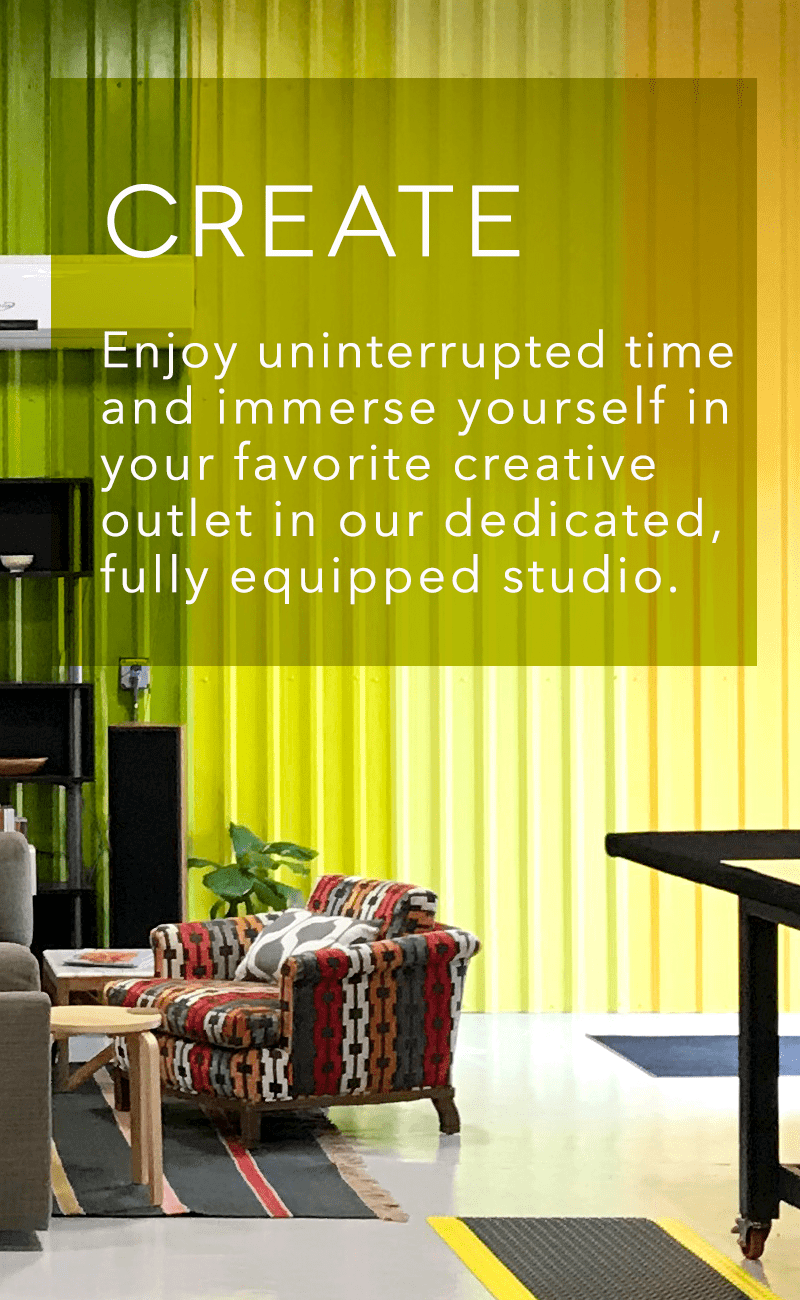 CREATE
Enjoy uninterrupted time
and immerse yourself in
your favorite creative
outlet in our dedicated,
fully equipped studio.